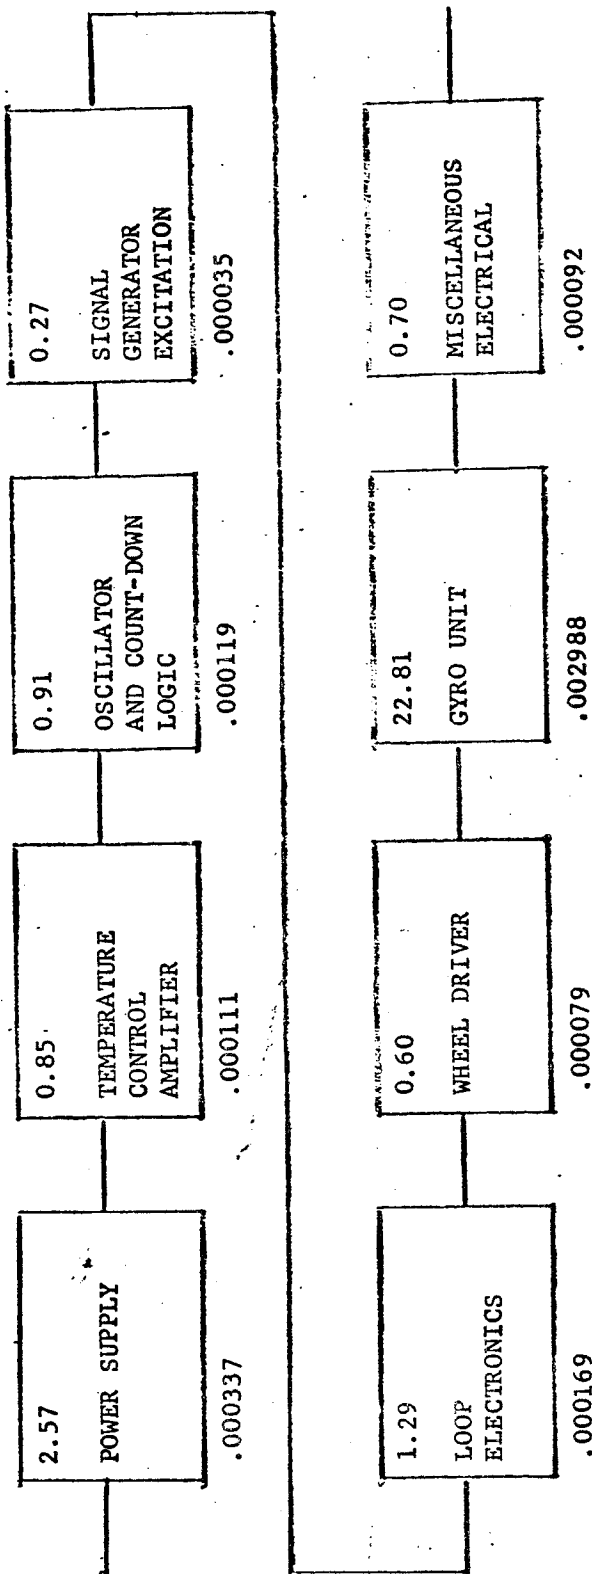 2.57
POWER SUPPLY
.000337
0.85
TEMPERATURE
CONTROL
AMPLIFIER
.000111
0.91
OSCILLATOR
AND COUNT-DOWN
LOGIC
.000119
0.27
SIGNAL
GENERATOR
EXCITATION
.000035
1.29
LOOP
ELECTRONICS
.000169
0.60
WHEEL DRIVER
.000079
22.81
GYRO UNIT
.002988
0.70
MISCELLANEOUS
ELECTRICAL
.000092